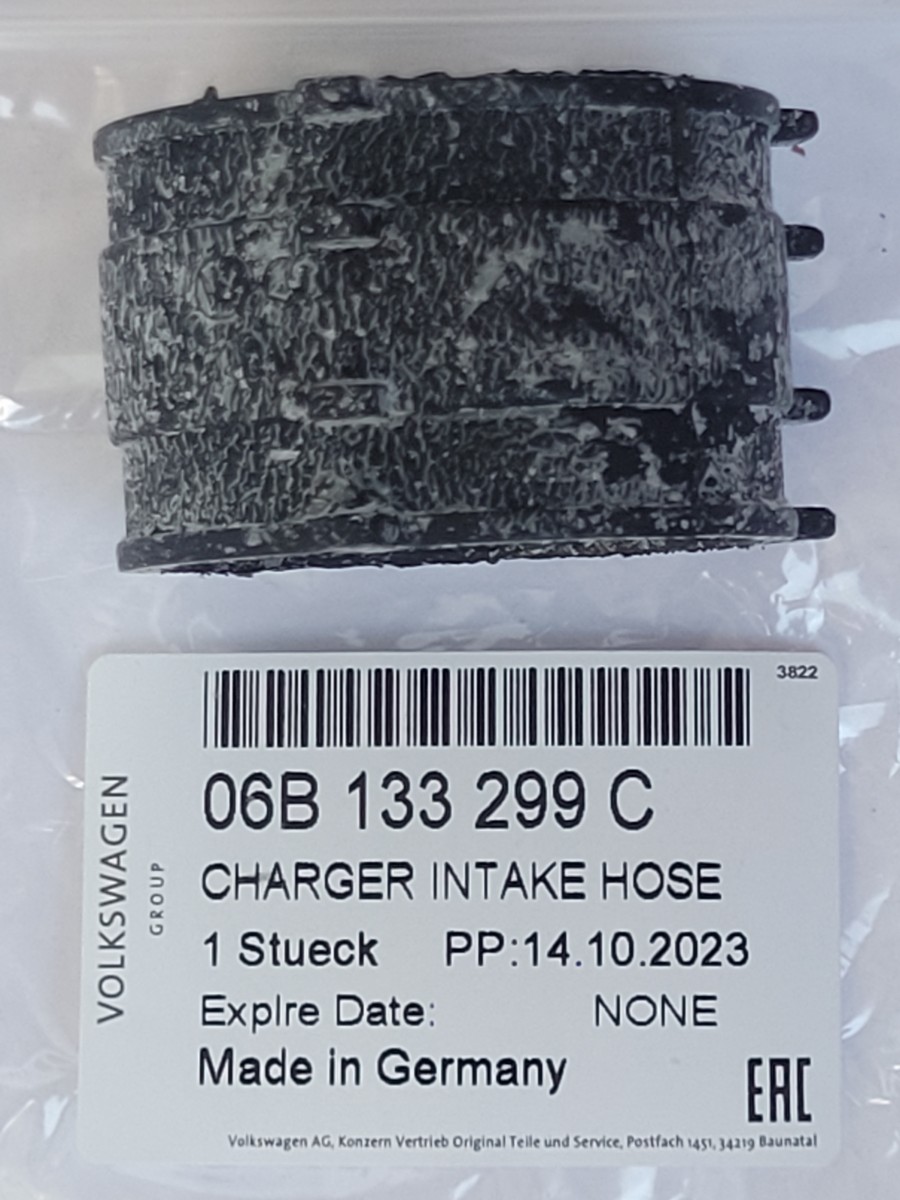 3822
06B 133 299 C
CHARGER INTAKE HOSE
1 Stueck PP:14.10.2023
Expire Date: NONE
Made in Germany
EAC
Volkswagen AG, Konzern Vertrieb Original Teile und Service, Postfach 1451, 34219 Baunatal
VOLKSWAGEN
GROUP